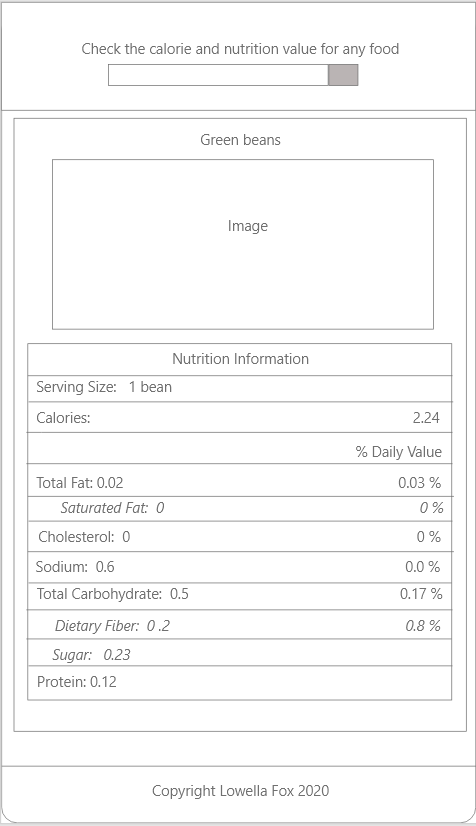 Check the calorie and nutrition value for any food
Green beans
Image
Nutrition Information
Serving Size: 1 bean
Calories: 2.24
% Daily Value
Total Fat: 0.02 0.03 %
Saturated Fat: 0 0 %
Cholesterol: 0 0 %
Sodium: 0.6 0.0 %
Total Carbohydrate: 0.5 0.17 %
Dietary Fiber: 0 .2 0.8 %
Sugar: 0.23
Protein: 0.12
Copyright Lowella Fox 2020